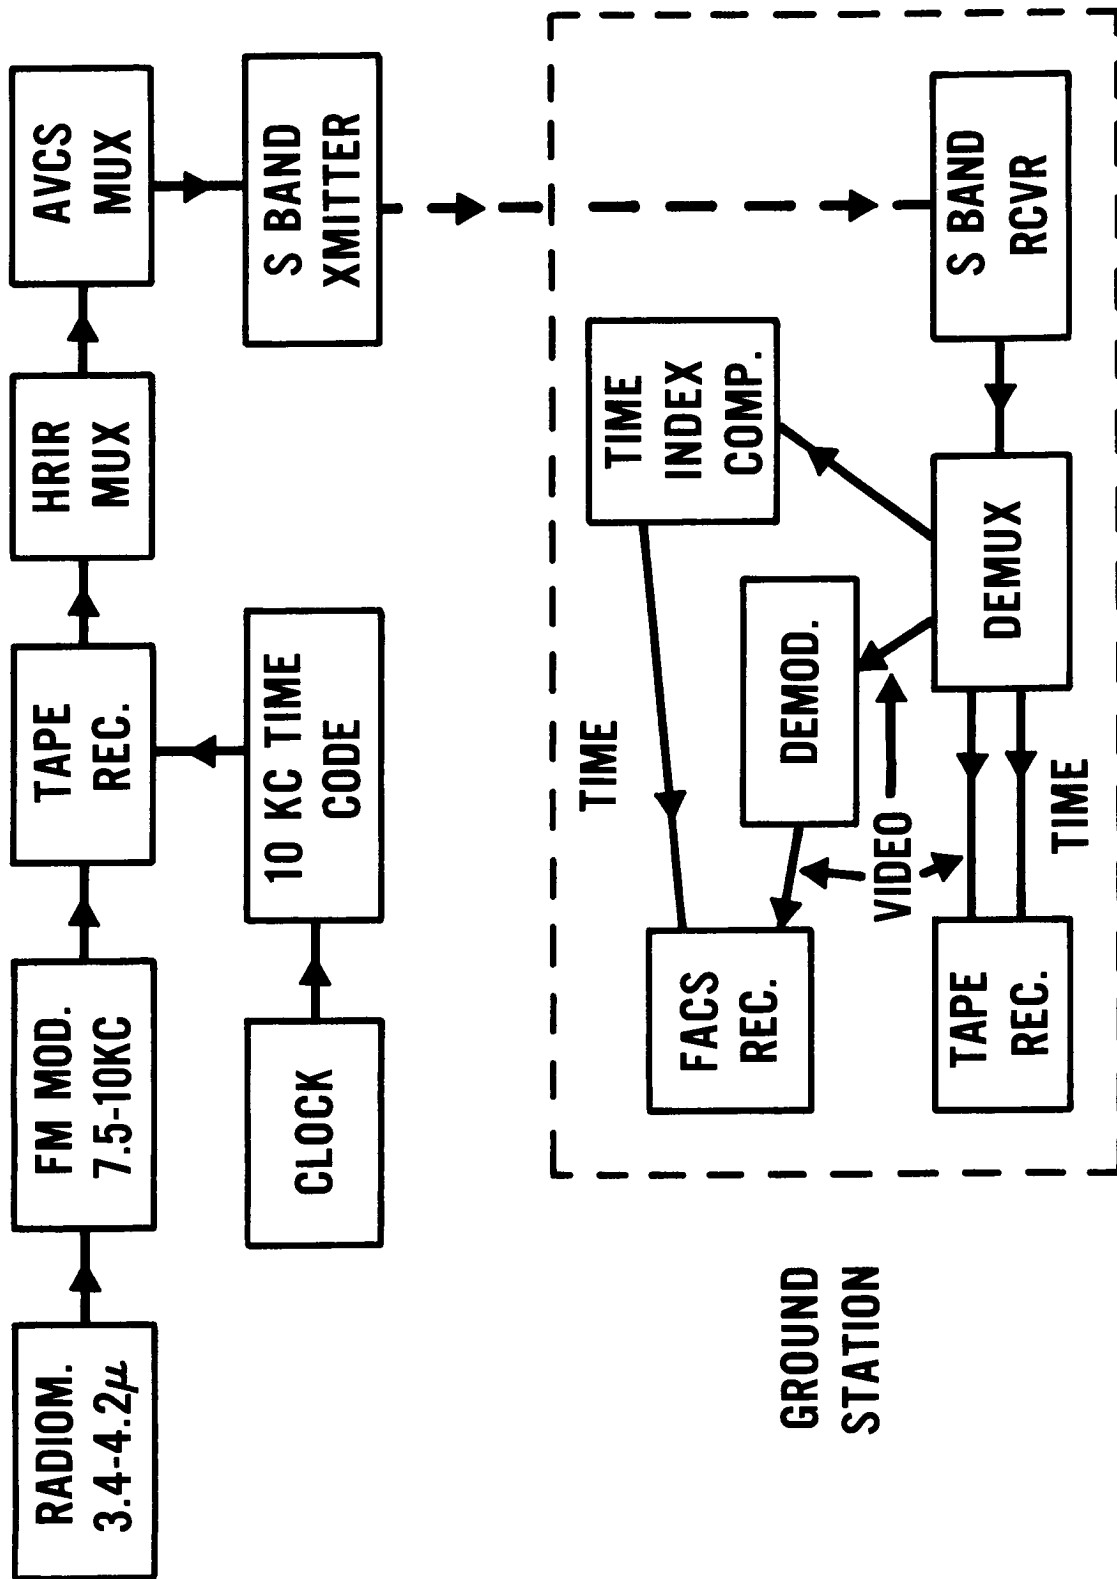 RADIOM.
3.4-4.2μ
FM MOD.
7.5-10KC
TAPE
REC.
HRIR
MUX
AVCS
MUX
CLOCK
10 KC TIME
CODE
S BAND
XMITTER
GROUND
STATION
TIME
TIME
INDEX
COMP.
FACS
REC.
DEMOD.
VIDEO
S BAND
RCVR
DEMUX
TAPE
REC.
TIME